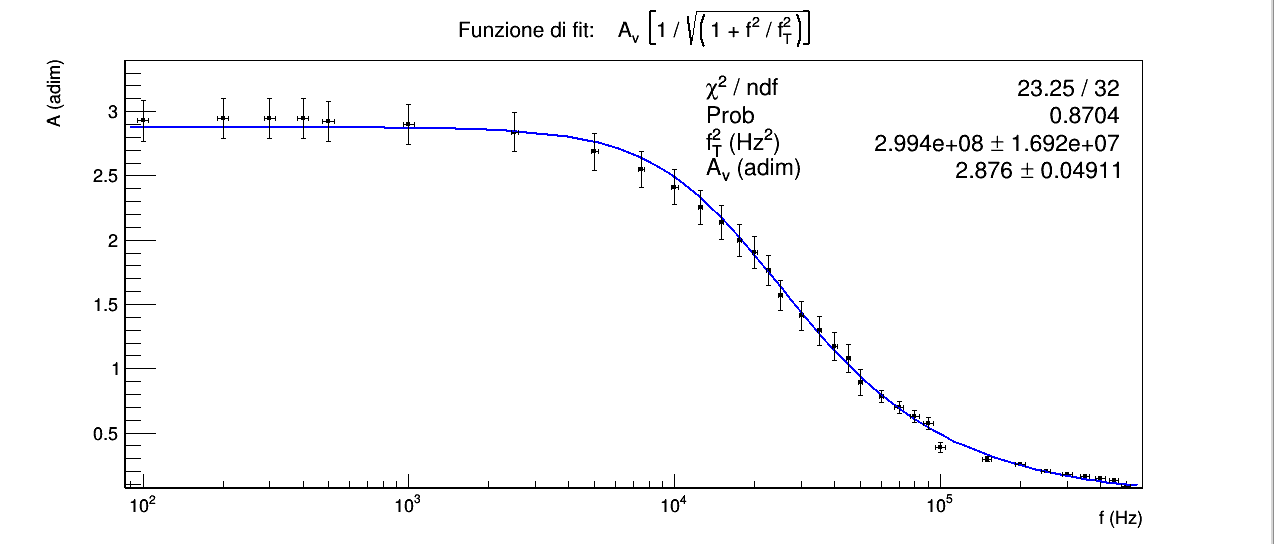 Funzione di fit: Aᵥ [1 / √(1 + f² / f_T²)]
A (adim)
χ² / ndf 23.25 / 32
Prob 0.8704
f_T² (Hz²) 2.994e+08 ± 1.692e+07
Aᵥ (adim) 2.876 ± 0.04911
3
2.5
2
1.5
1
0.5
10² 10³ 10⁴ 10⁵
f (Hz)